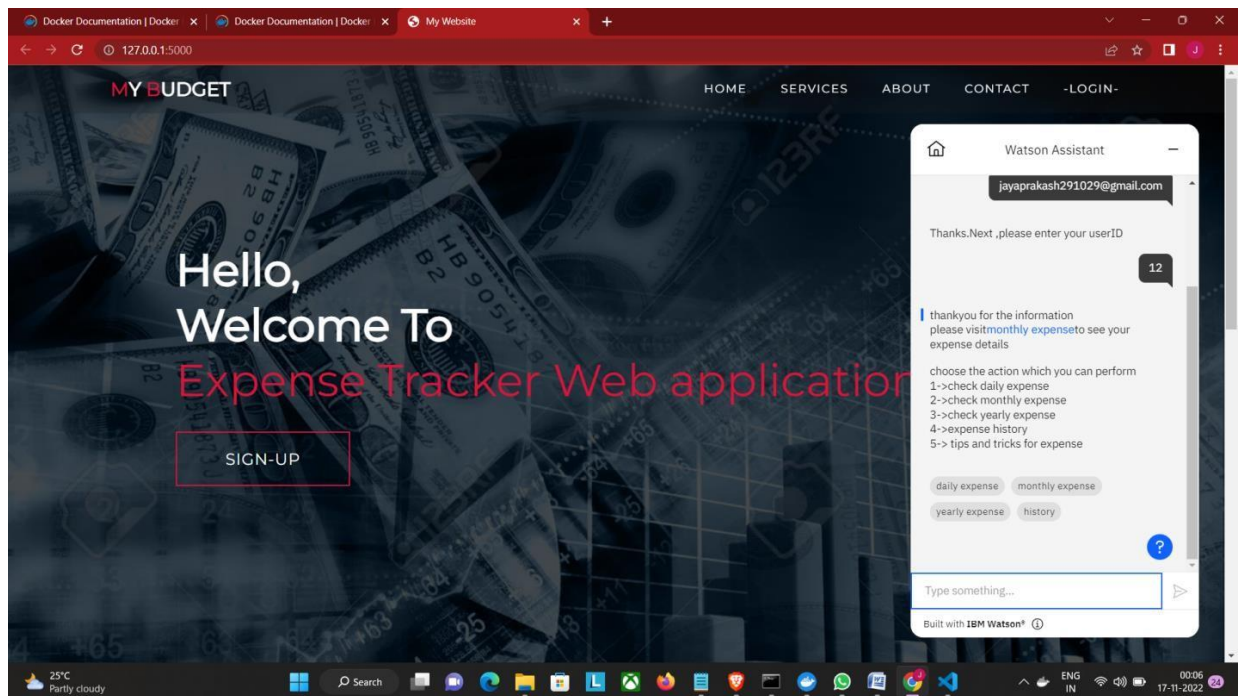 Docker Documentation | Docker
Docker Documentation | Docker
My Website
127.0.0.1:5000
J
MY BUDGET
HOME
SERVICES
ABOUT
CONTACT
-LOGIN-
Hello,
Welcome To
Expense Tracker Web application
SIGN-UP
123RF
Watson Assistant
jayaprakash291029@gmail.com
Thanks.Next ,please enter your userID
12
thankyou for the information
please visitmonthly expenseto see your
expense details
choose the action which you can perform
1->check daily expense
2->check monthly expense
3->check yearly expense
4->expense history
5-> tips and tricks for expense
daily expense
monthly expense
yearly expense
history
?
Type something...
Built with IBM Watson®
25°C
Partly cloudy
Search
ENG
IN
00:06
17-11-2022
24